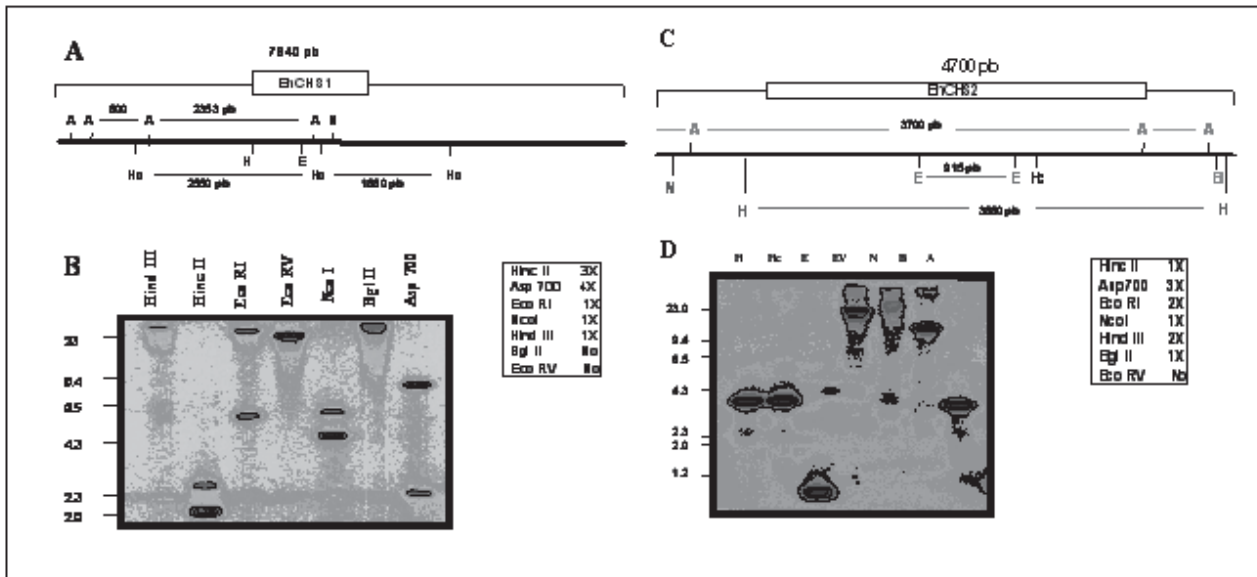 A
7840 pb
EhCHS1
A A 600 A 2353 pb A N
H E
Hc 2550 pb Hc 1860 pb Hc
B
Hind III
Hinc II
Eco RI
Eco RV
Nco I
Bgl II
Asp 700
23
9.4
6.5
4.3
2.3
2.0
Hinc II 3X
Asp 700 4X
Eco RI 1X
NcoI 1X
Hind III 1X
Bgl II No
Eco RV No
C
4700 pb
EhCHS2
A 3700 pb A A
N E 915 pb E Hc
H 3550 pb H
D
H Hc E EV N B A
23.0
9.4
6.5
4.3
2.3
2.0
1.2
Hinc II 1X
Asp700 3X
Eco RI 2X
NcoI 1X
Hind III 2X
Bgl II 1X
Eco RV No